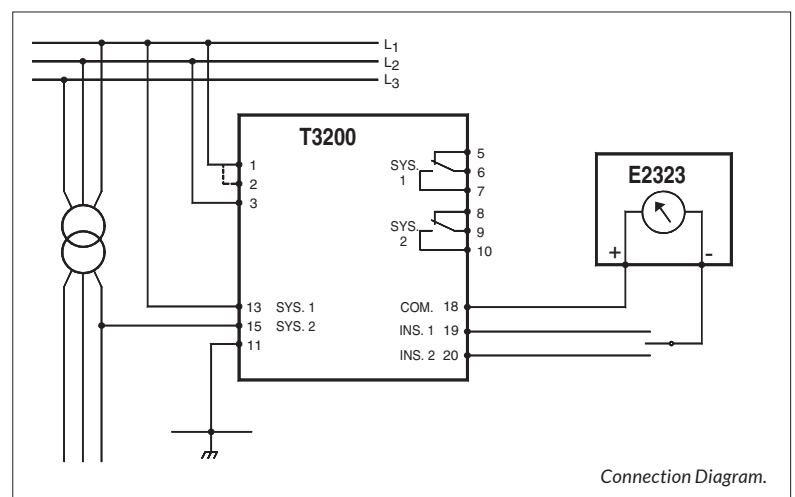 L1
L2
L3
T3200
1
2
3
SYS.
1
5
6
7
SYS.
2
8
9
10
E2323
+ -
13 SYS. 1
15 SYS. 2
11
COM. 18
INS. 1 19
INS. 2 20
Connection Diagram.